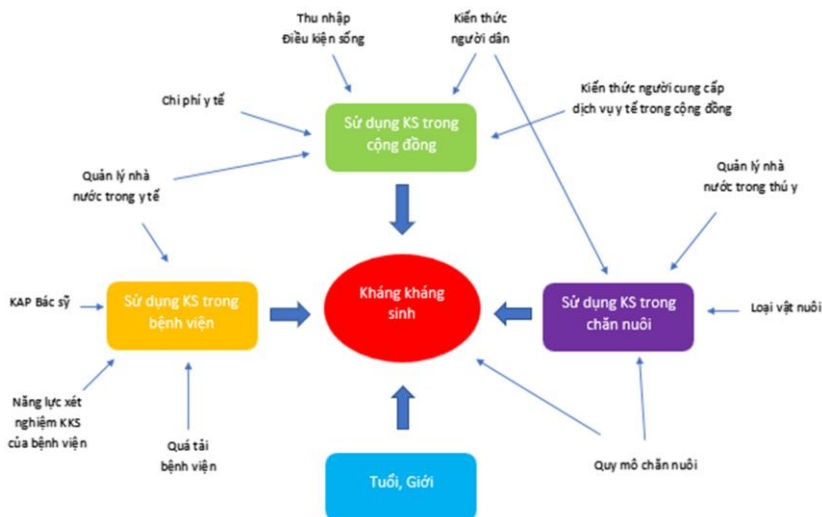 Thu nhập
Điều kiện sống
Kiến thức
người dân
Chi phí y tế
Sử dụng KS trong
cộng đồng
Kiến thức người cung cấp
dịch vụ y tế trong cộng đồng
Quản lý nhà
nước trong y tế
Quản lý nhà
nước trong thú y
KAP Bác sỹ
Sử dụng KS trong
bệnh viện
Kháng kháng
sinh
Sử dụng KS trong
chăn nuôi
Loại vật nuôi
Năng lực xét
nghiệm KKS
của bệnh viện
Quá tải
bệnh viện
Tuổi, Giới
Quy mô chăn nuôi